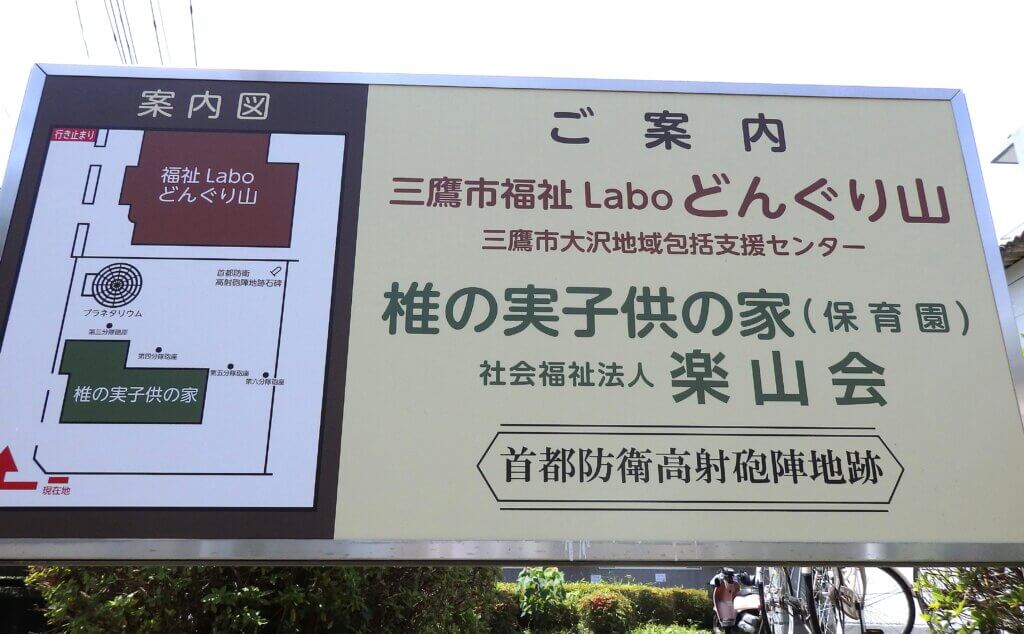 案内図
行き止まり
福祉Labo
どんぐり山
首都防衛
高射砲陣地跡石碑
プラネタリウム
第三分隊砲座
第四分隊砲座
第五分隊砲座
第六分隊砲座
椎の実子供の家
現在地
ご案内
三鷹市福祉Laboどんぐり山
三鷹市大沢地域包括支援センター
椎の実子供の家(保育園)
社会福祉法人 楽山会
首都防衛高射砲陣地跡